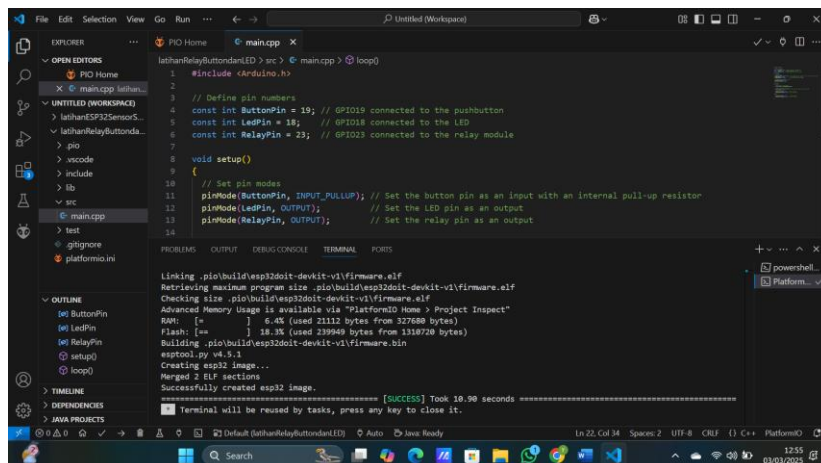 File Edit Selection View Go Run ··· Untitled (Workspace)
EXPLORER ···
OPEN EDITORS
PIO Home
main.cpp latihan...
UNTITLED (WORKSPACE)
latihanESP32SensorS...
latihanRelayButtonda...
.pio
.vscode
include
lib
src
main.cpp
test
.gitignore
platformio.ini
OUTLINE
ButtonPin
LedPin
RelayPin
setup()
loop()
TIMELINE
DEPENDENCIES
JAVA PROJECTS
PIO Home main.cpp
latihanRelayButtondanLED > src > main.cpp > loop()
1 #include <Arduino.h>
2
3 // Define pin numbers
4 const int ButtonPin = 19; // GPIO19 connected to the pushbutton
5 const int LedPin = 18; // GPIO18 connected to the LED
6 const int RelayPin = 23; // GPIO23 connected to the relay module
7
8 void setup()
9 {
10 // Set pin modes
11 pinMode(ButtonPin, INPUT_PULLUP); // Set the button pin as an input with an internal pull-up resistor
12 pinMode(LedPin, OUTPUT); // Set the LED pin as an output
13 pinMode(RelayPin, OUTPUT); // Set the relay pin as an output
14
PROBLEMS OUTPUT DEBUG CONSOLE TERMINAL PORTS
Linking .pio\build\esp32doit-devkit-v1\firmware.elf
Retrieving maximum program size .pio\build\esp32doit-devkit-v1\firmware.elf
Checking size .pio\build\esp32doit-devkit-v1\firmware.elf
Advanced Memory Usage is available via "PlatformIO Home > Project Inspect"
RAM: [= ] 6.4% (used 21112 bytes from 327680 bytes)
Flash: [== ] 18.3% (used 239949 bytes from 1310720 bytes)
Building .pio\build\esp32doit-devkit-v1\firmware.bin
esptool.py v4.5.1
Creating esp32 image...
Merged 2 ELF sections
Successfully created esp32 image.
[SUCCESS] Took 10.90 seconds
* Terminal will be reused by tasks, press any key to close it.
powershell...
Platform...
0 0 Default (latihanRelayButtondanLED) Auto Java: Ready Ln 22, Col 34 Spaces: 2 UTF-8 CRLF {} C++ PlatformIO
Search
12:55
03/03/2025